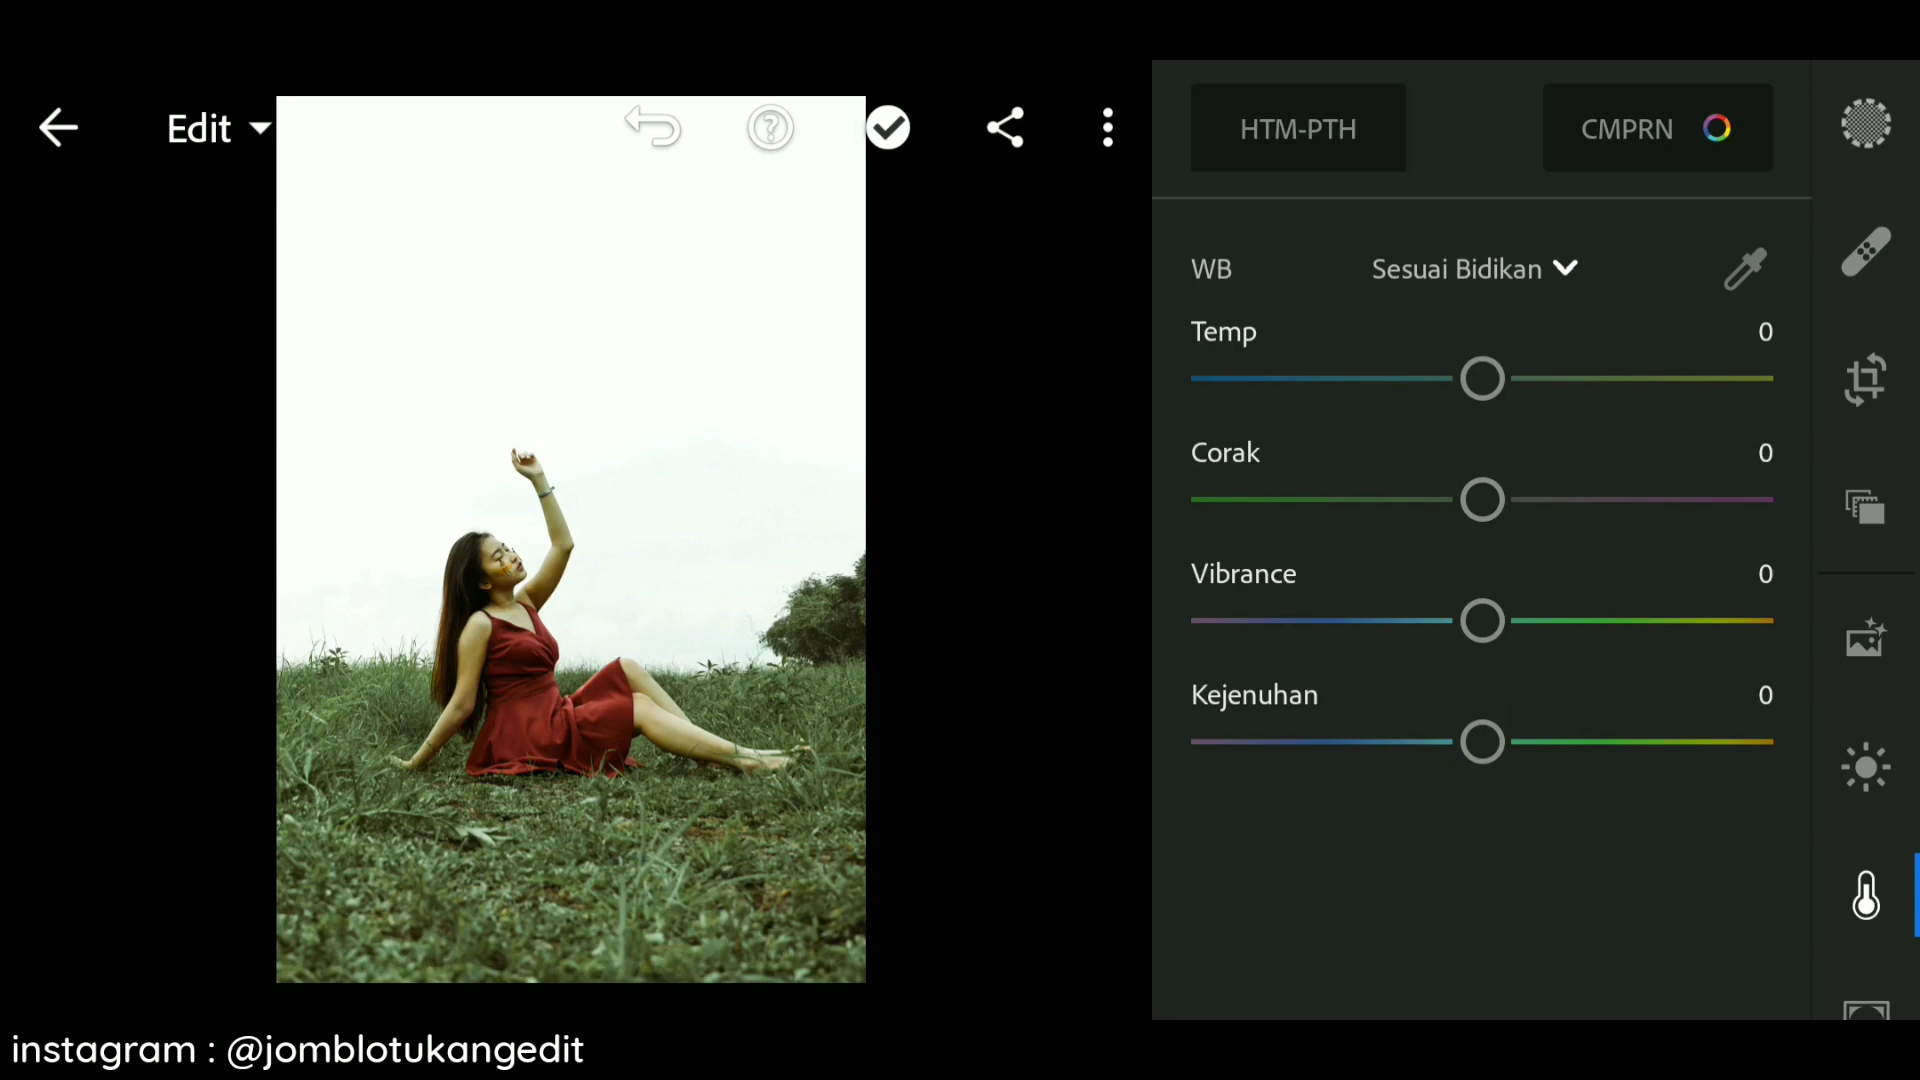 Edit
HTM-PTH
CMPRN
WB
Sesuai Bidikan
Temp
0
Corak
0
Vibrance
0
Kejenuhan
0
instagram : @jomblotukangedit